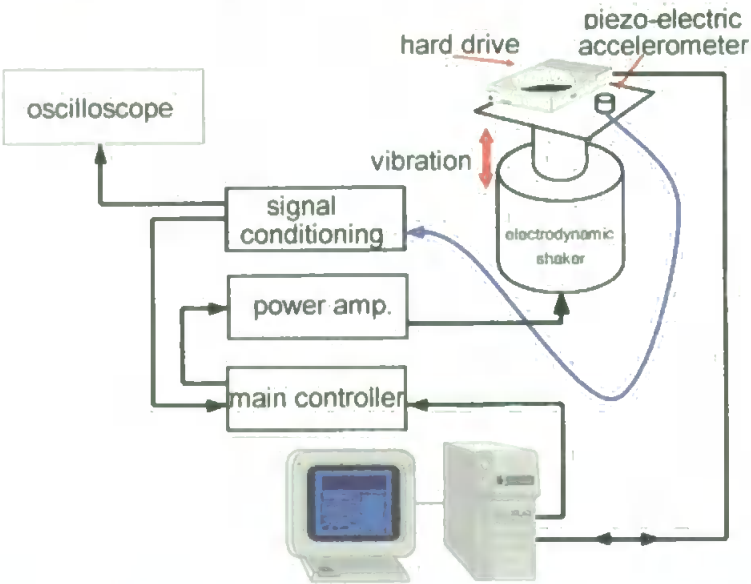 piezo-electric
accelerometer
hard drive
oscilloscope
vibration
signal
conditioning
electrodynamic
shaker
power amp.
main controller